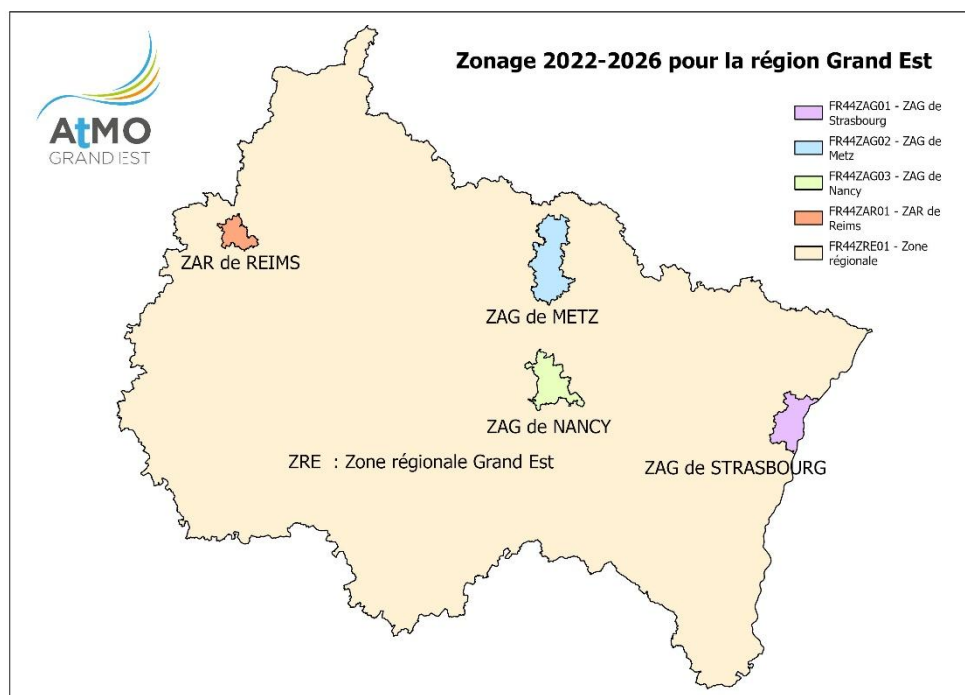 AtMO
GRAND EST
Zonage 2022-2026 pour la région Grand Est
FR44ZAG01 - ZAG de
Strasbourg
FR44ZAG02 - ZAG de
Metz
FR44ZAG03 - ZAG de
Nancy
FR44ZAR01 - ZAR de
Reims
FR44ZRE01 - Zone
régionale
ZAR de REIMS
ZAG de METZ
ZAG de NANCY
ZRE : Zone régionale Grand Est
ZAG de STRASBOURG